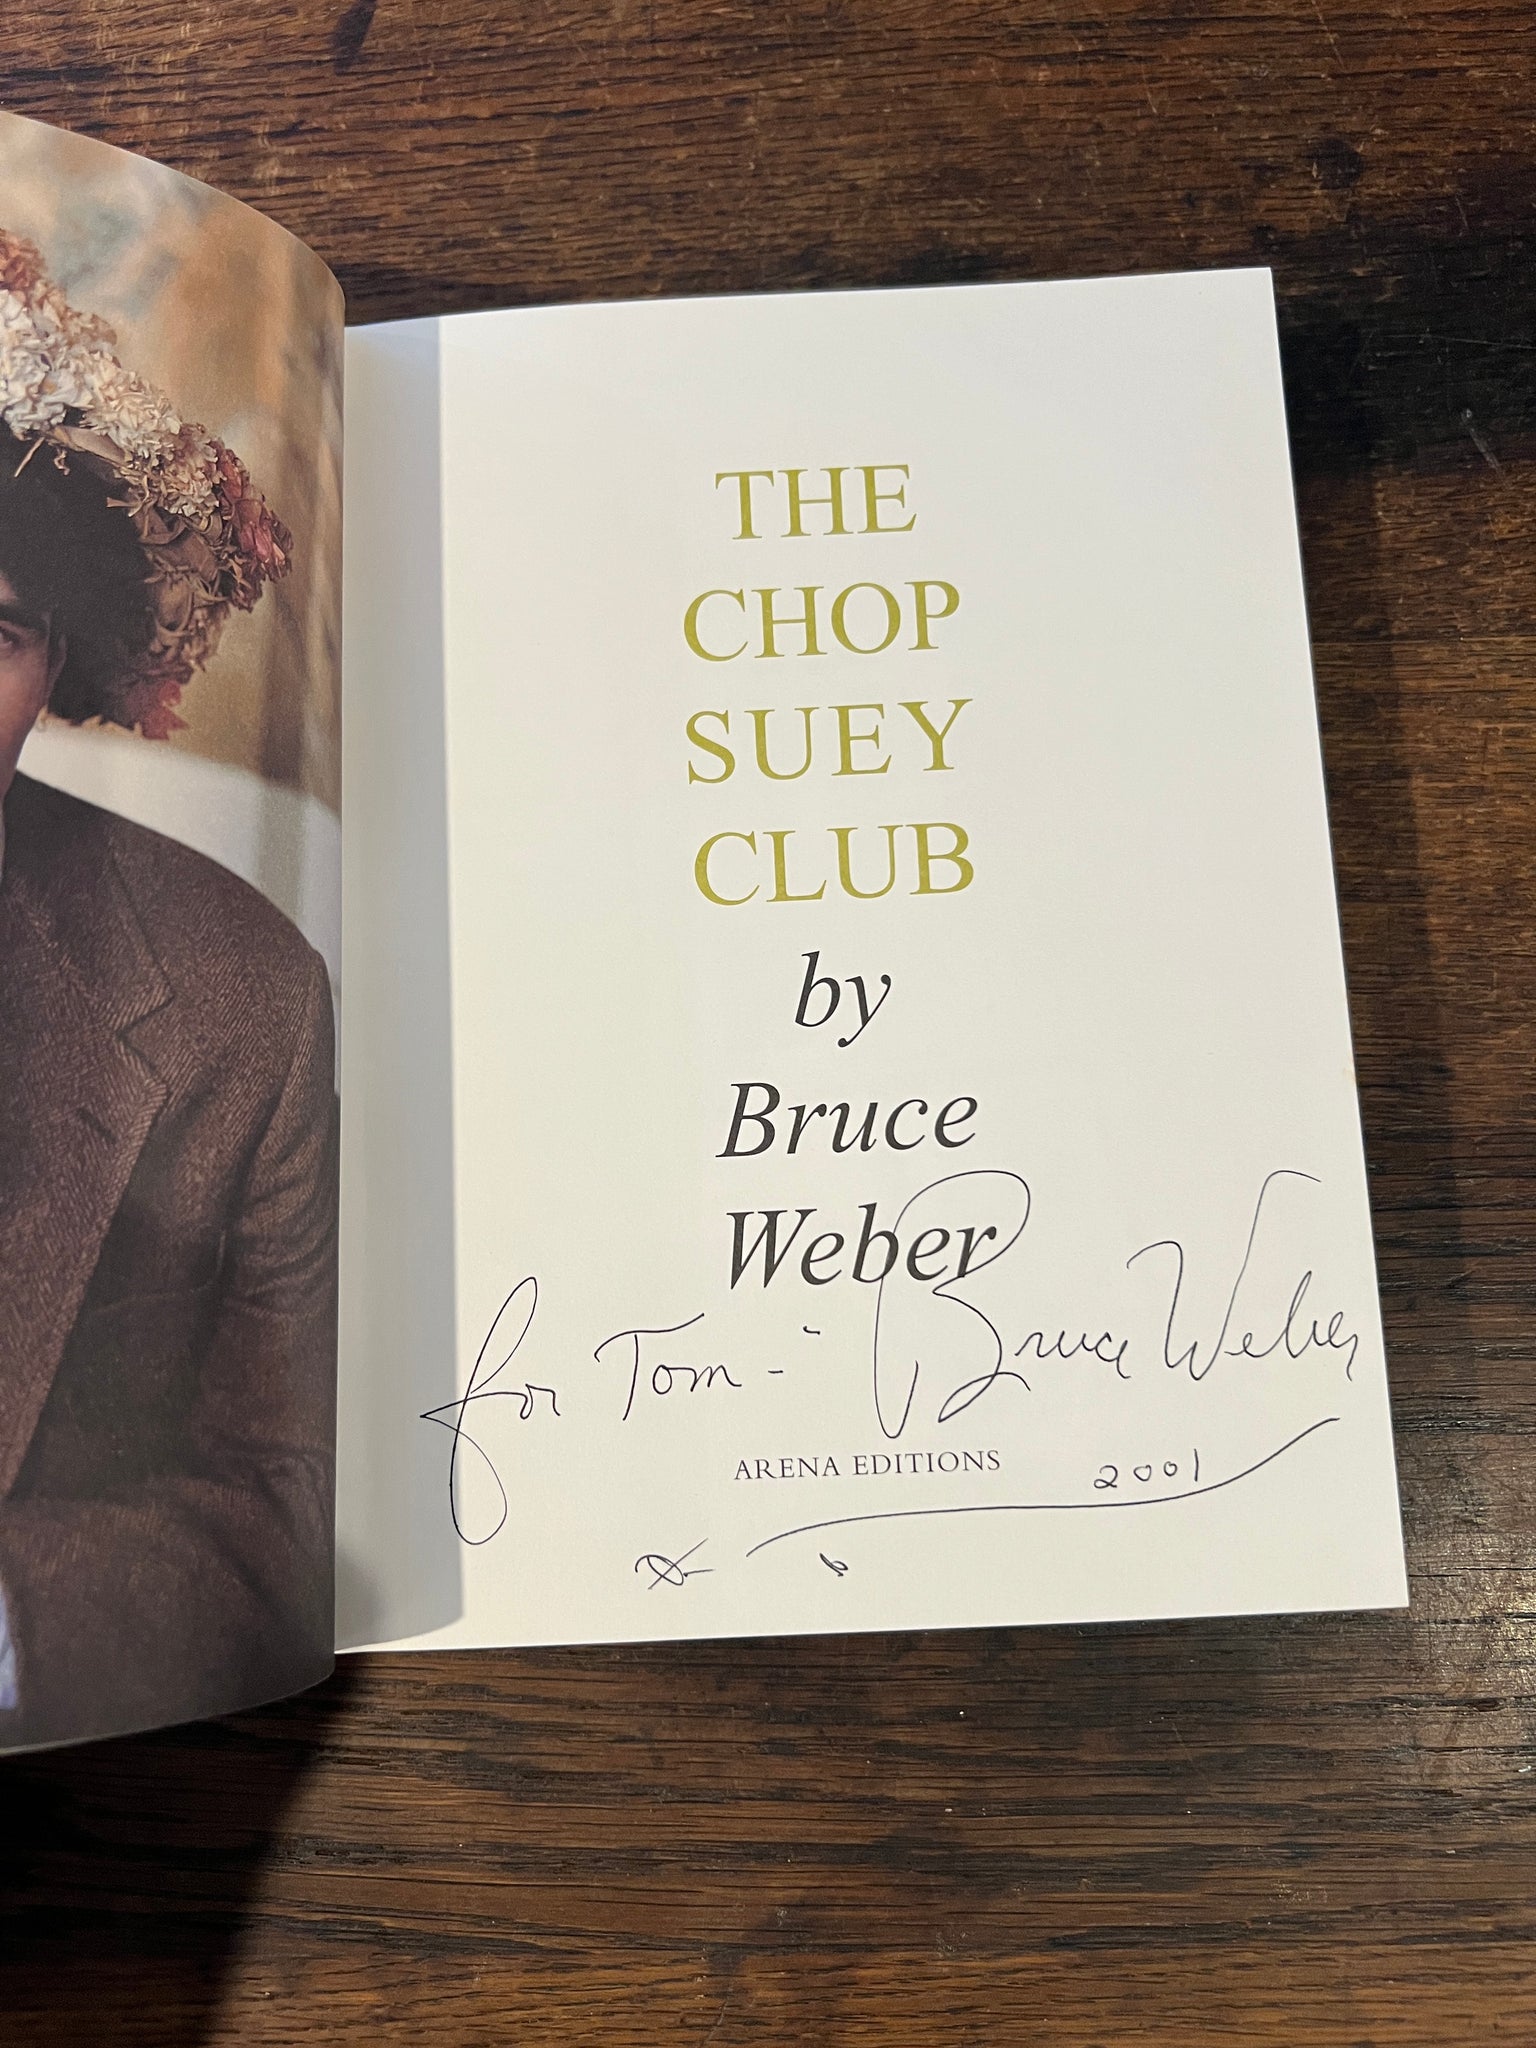 THE
CHOP
SUEY
CLUB
by
Bruce
Weber
for Tom - Bruce Weber
ARENA EDITIONS
2001